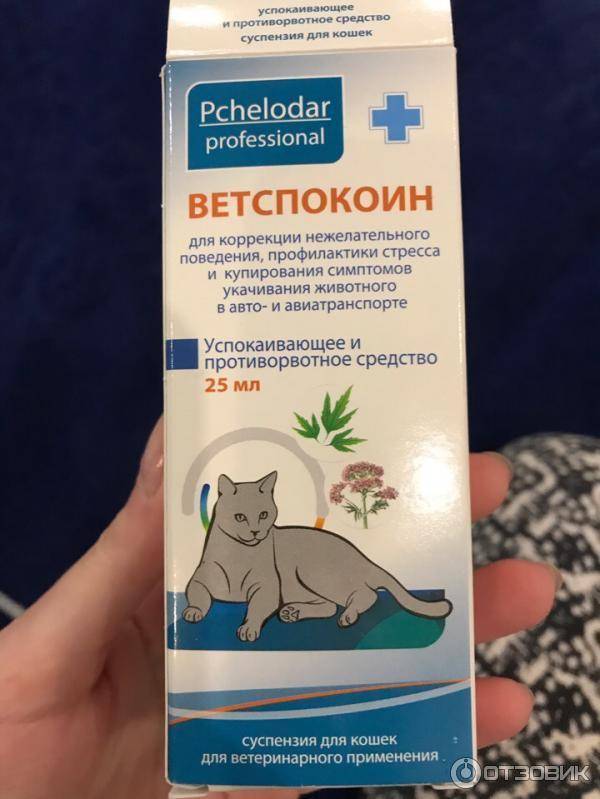 успокаивающее
и противорвотное средство
суспензия для кошек
Pchelodar
professional
ВЕТСПОКОИН
для коррекции нежелательного
поведения, профилактики стресса
и купирования симптомов
укачивания животного
в авто- и авиатранспорте
Успокаивающее и
противорвотное средство
25 мл
суспензия для кошек
для ветеринарного применения
ОТЗОВИК